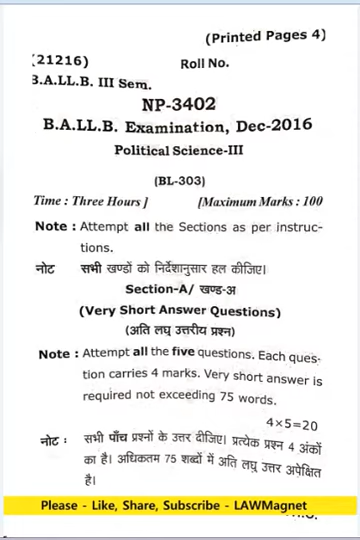 (Printed Pages 4)
(21216) Roll No.
B.A.LL.B. III Sem.
NP-3402
B.A.LL.B. Examination, Dec-2016
Political Science-III
(BL-303)
Time : Three Hours ] [Maximum Marks : 100
Note : Attempt all the Sections as per instruc-
tions.
नोट सभी खण्डों को निर्देशानुसार हल कीजिए।
Section-A/ खण्ड-अ
(Very Short Answer Questions)
(अति लघु उत्तरीय प्रश्न)
Note : Attempt all the five questions. Each ques-
tion carries 4 marks. Very short answer is
required not exceeding 75 words.
4×5=20
नोट : सभी पाँच प्रश्नों के उत्तर दीजिए। प्रत्येक प्रश्न 4 अंकों
का है। अधिकतम 75 शब्दों में अति लघु उत्तर अपेक्षित
है।
Please - Like, Share, Subscribe - LAWMagnet